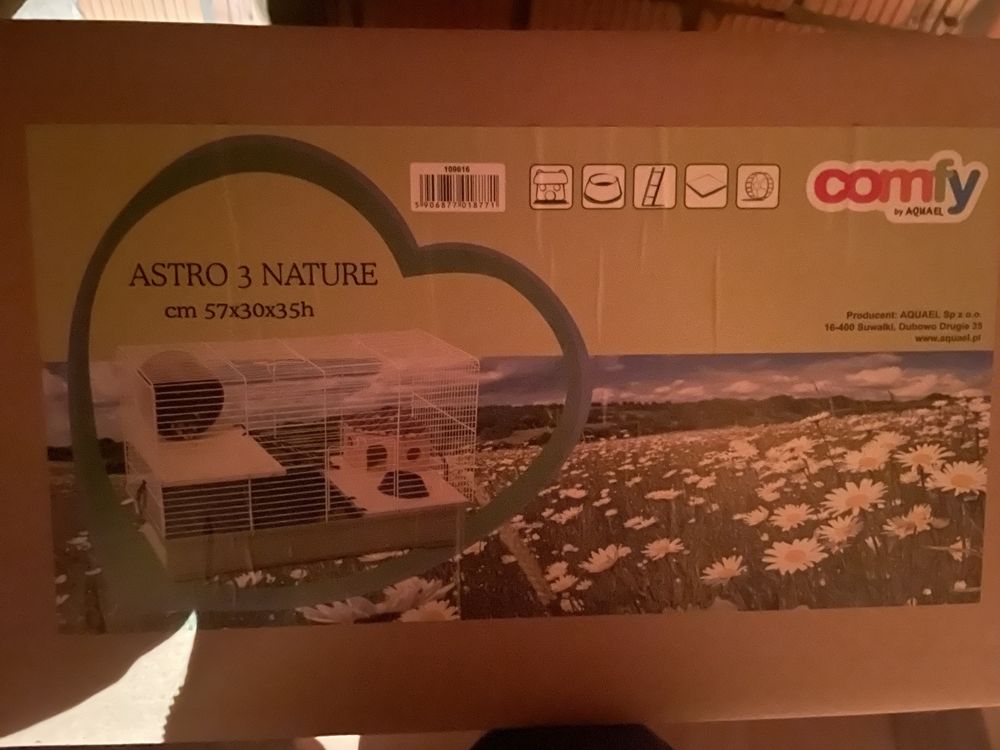 109616
5 906877 018771
comfy
by AQUAEL
ASTRO 3 NATURE
cm 57x30x35h
Producent: AQUAEL Sp z o.o.
16-400 Suwałki, Dubowo Drugie 35
www.aquael.pl